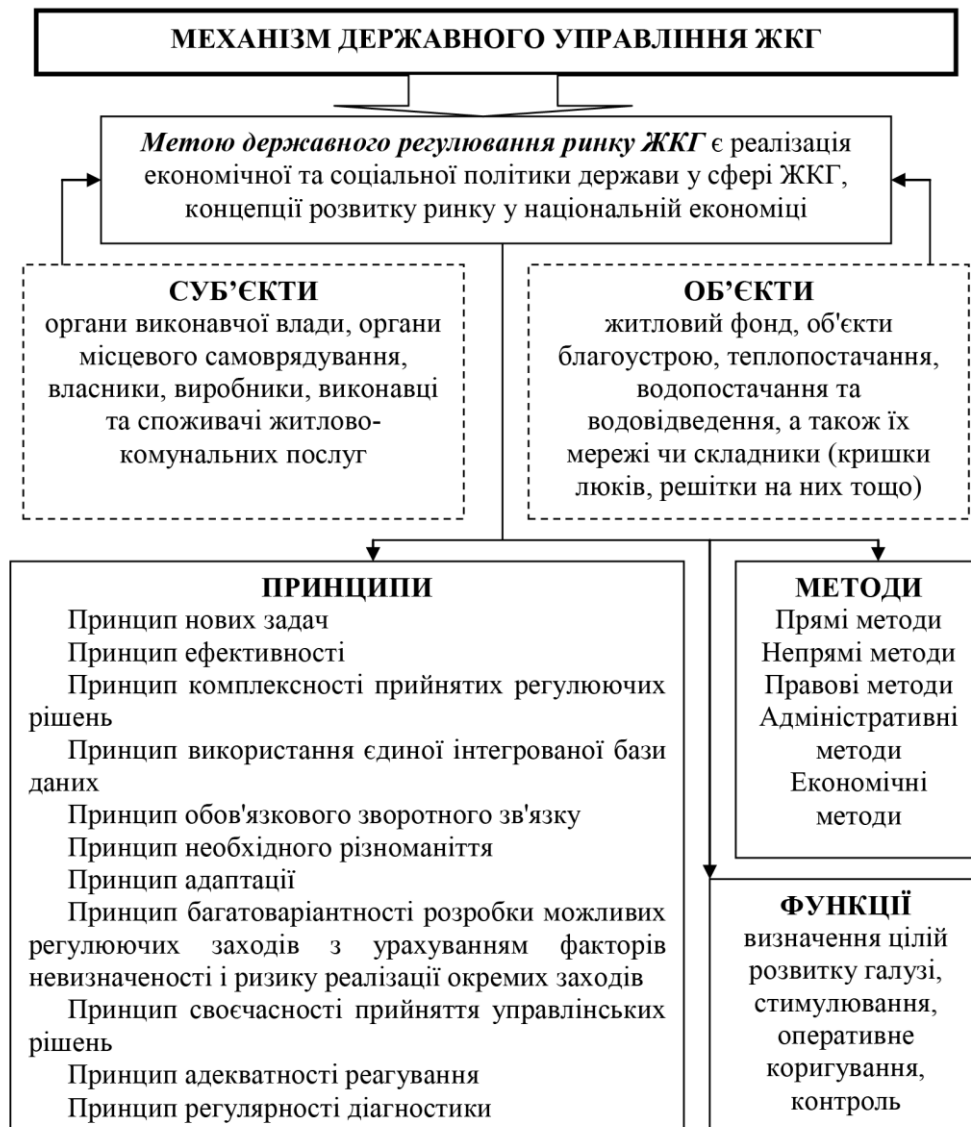 МЕХАНІЗМ ДЕРЖАВНОГО УПРАВЛІННЯ ЖКГ
Метою державного регулювання ринку ЖКГ є реалізація
економічної та соціальної політики держави у сфері ЖКГ,
концепції розвитку ринку у національній економіці
СУБ’ЄКТИ
органи виконавчої влади, органи
місцевого самоврядування,
власники, виробники, виконавці
та споживачі житлово-
комунальних послуг
ОБ’ЄКТИ
житловий фонд, об'єкти
благоустрою, теплопостачання,
водопостачання та
водовідведення, а також їх
мережі чи складники (кришки
люків, решітки на них тощо)
ПРИНЦИПИ
Принцип нових задач
Принцип ефективності
Принцип комплексності прийнятих регулюючих
рішень
Принцип використання єдиної інтегрованої бази
даних
Принцип обов'язкового зворотного зв'язку
Принцип необхідного різноманіття
Принцип адаптації
Принцип багатоваріантності розробки можливих
регулюючих заходів з урахуванням факторів
невизначеності і ризику реалізації окремих заходів
Принцип своєчасності прийняття управлінських
рішень
Принцип адекватності реагування
Принцип регулярності діагностики
МЕТОДИ
Прямі методи
Непрямі методи
Правові методи
Адміністративні
методи
Економічні
методи
ФУНКЦІЇ
визначення цілій
розвитку галузі,
стимулювання,
оперативне
коригування,
контроль